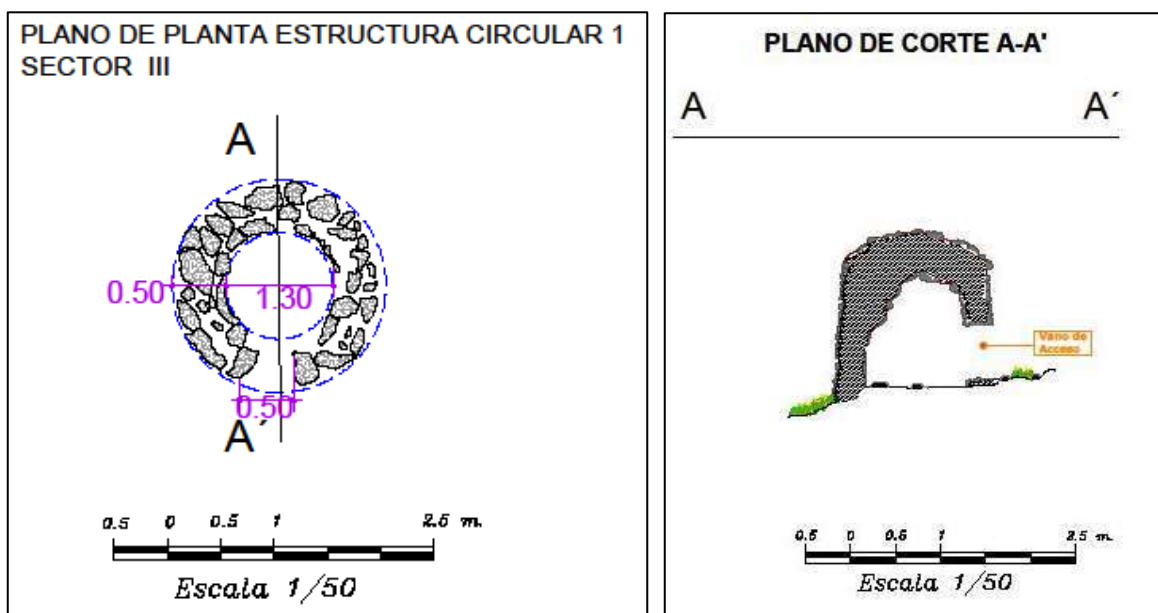 PLANO DE PLANTA ESTRUCTURA CIRCULAR 1
SECTOR III
A
0.50
1.30
0.50
A´
0.5 0 0.5 1 2.5 m.
Escala 1/50
PLANO DE CORTE A-A'
A A´
Vano de
Acceso
0.5 0 0.5 1 2.5 m.
Escala 1/50